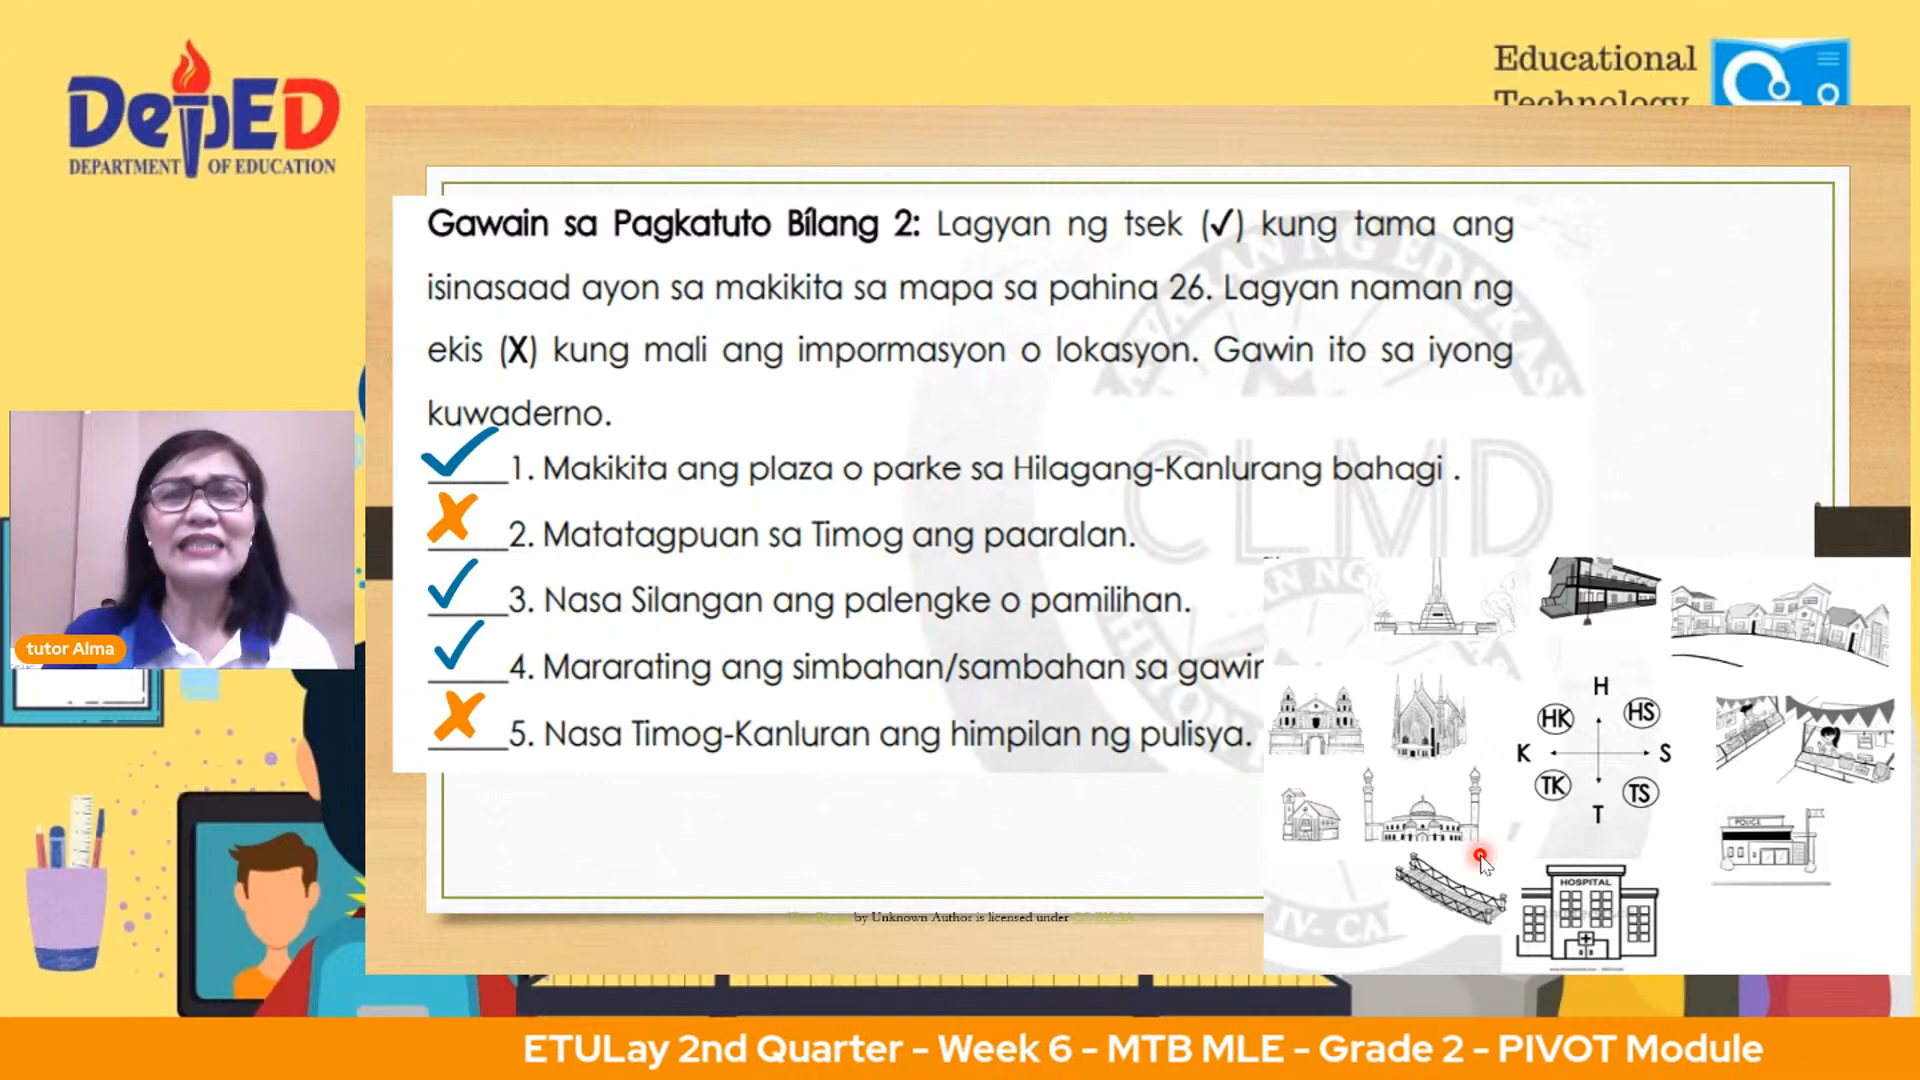 DepED
DEPARTMENT OF EDUCATION
Educational
Technology
Gawain sa Pagkatuto Bílang 2: Lagyan ng tsek (✓) kung tama ang
isinasaad ayon sa makikita sa mapa sa pahina 26. Lagyan naman ng
ekis (X) kung mali ang impormasyon o lokasyon. Gawin ito sa iyong
kuwaderno.
1. Makikita ang plaza o parke sa Hilagang-Kanlurang bahagi .
2. Matatagpuan sa Timog ang paaralan.
3. Nasa Silangan ang palengke o pamilihan.
4. Mararating ang simbahan/sambahan sa gawin
5. Nasa Timog-Kanluran ang himpilan ng pulisya.
CLMD
IV- CA
H
HK
HS
K
S
TK
TS
T
POLICE
HOSPITAL
by Unknown Author is licensed under
tutor Alma
ETULay 2nd Quarter - Week 6 - MTB MLE - Grade 2 - PIVOT Module